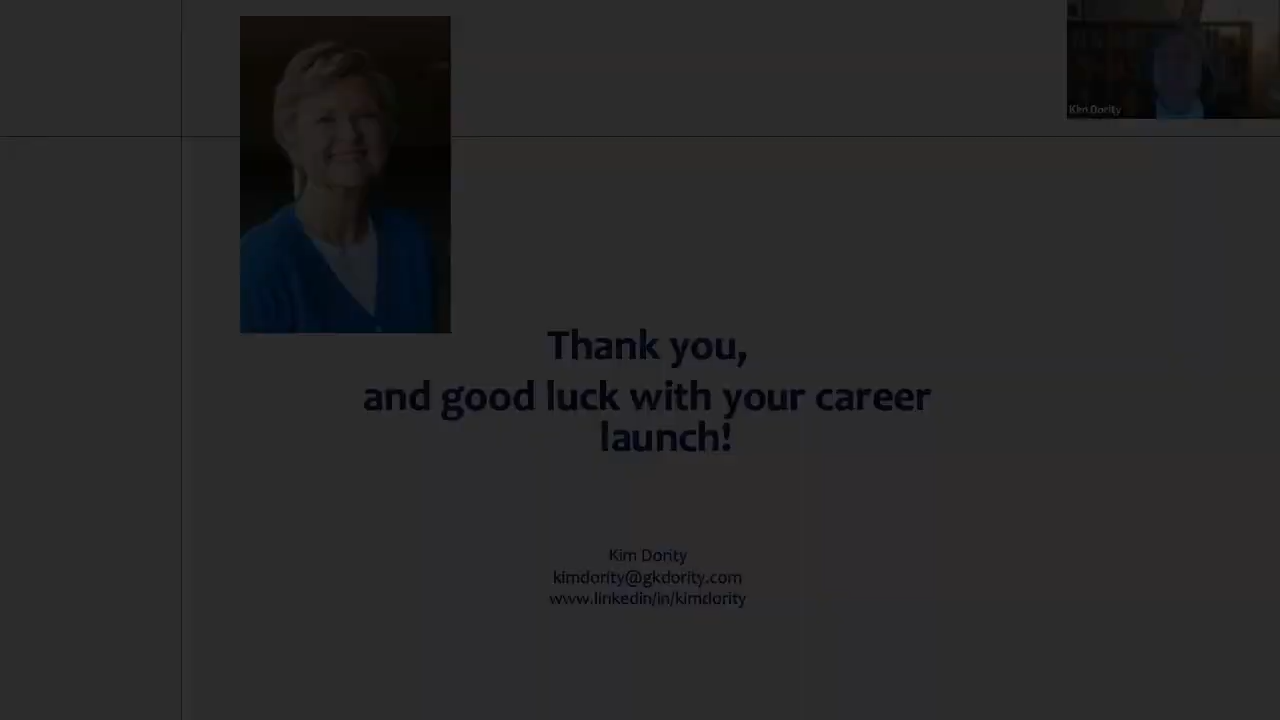 Kim Dority
Thank you,
and good luck with your career
launch!
Kim Dority
kimdority@gkdority.com
www.linkedin/in/kimdority